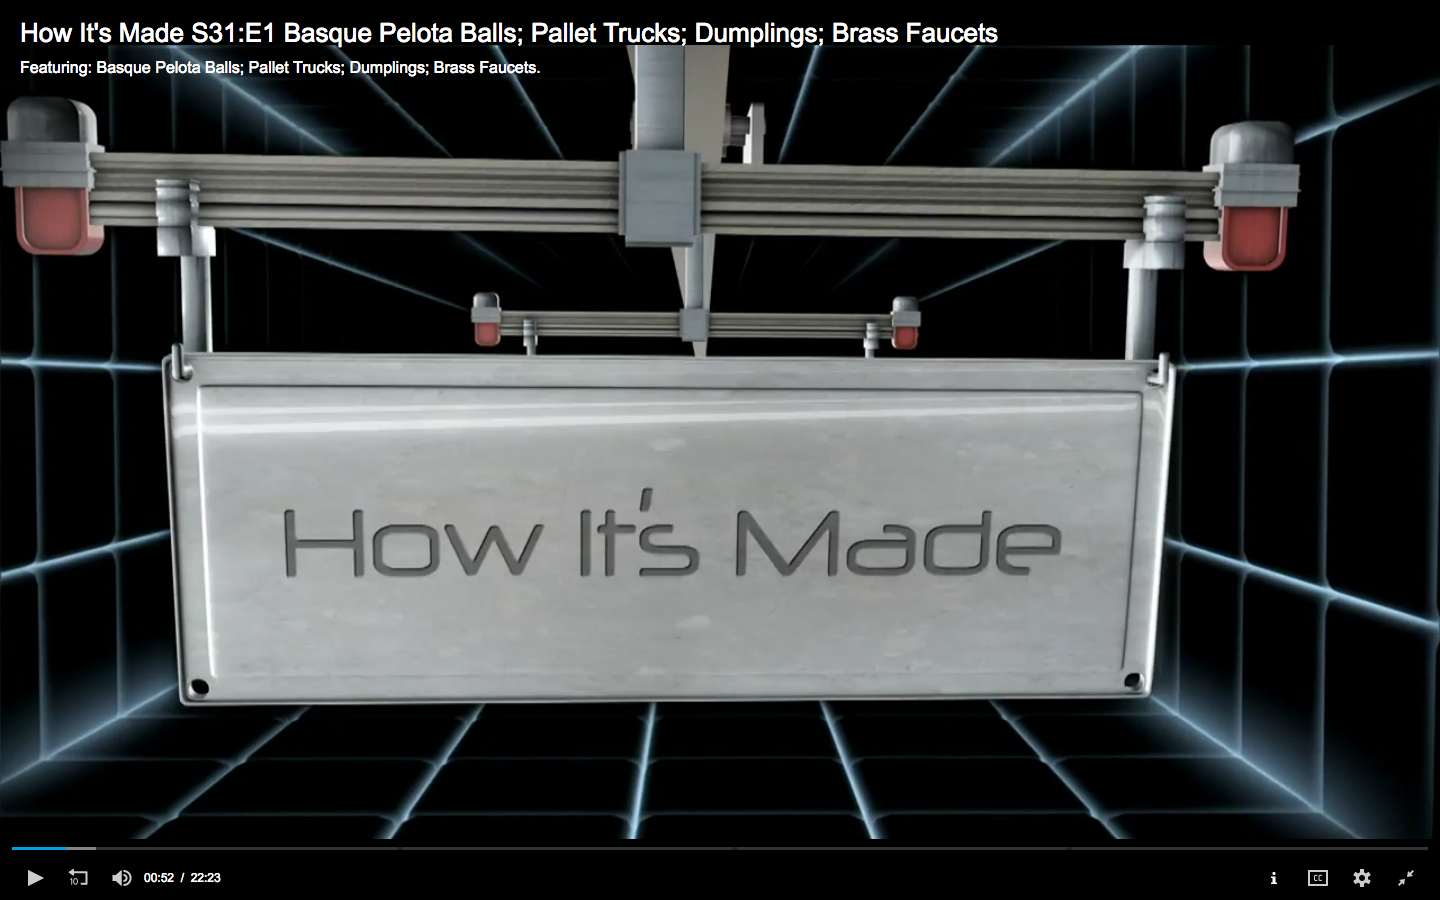 How It's Made S31:E1 Basque Pelota Balls; Pallet Trucks; Dumplings; Brass Faucets
Featuring: Basque Pelota Balls; Pallet Trucks; Dumplings; Brass Faucets.
How It's Made
10
00:52 / 22:23
i
CC